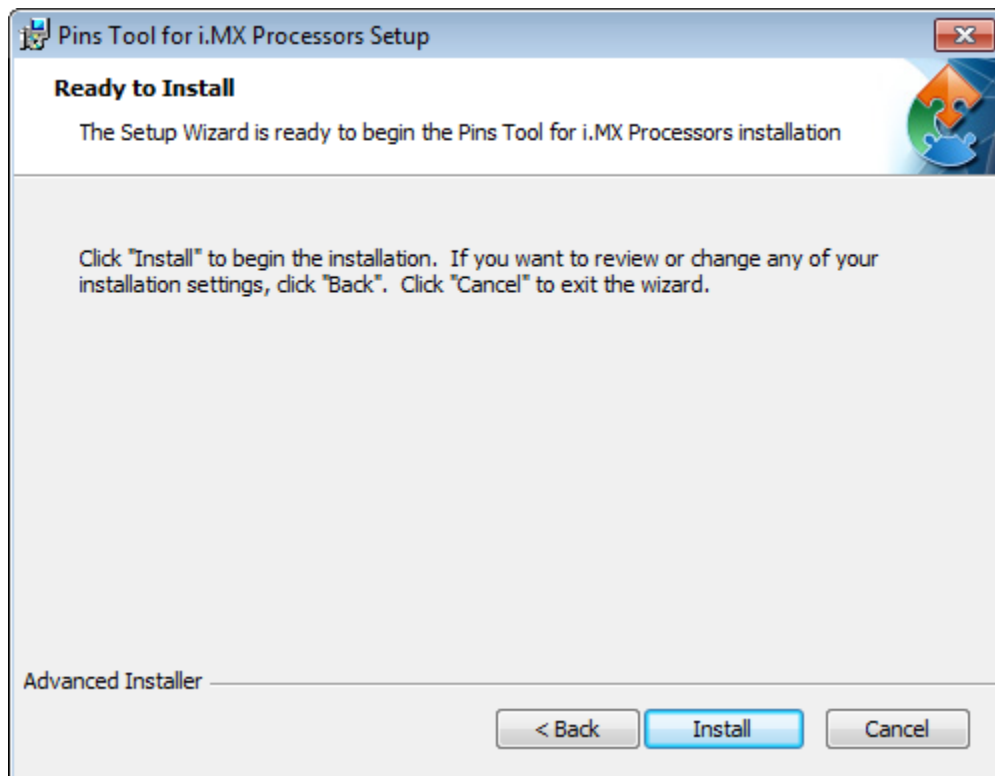 Pins Tool for i.MX Processors Setup
Ready to Install
The Setup Wizard is ready to begin the Pins Tool for i.MX Processors installation
Click "Install" to begin the installation.  If you want to review or change any of your
installation settings, click "Back".  Click "Cancel" to exit the wizard.
Advanced Installer
< Back
Install
Cancel